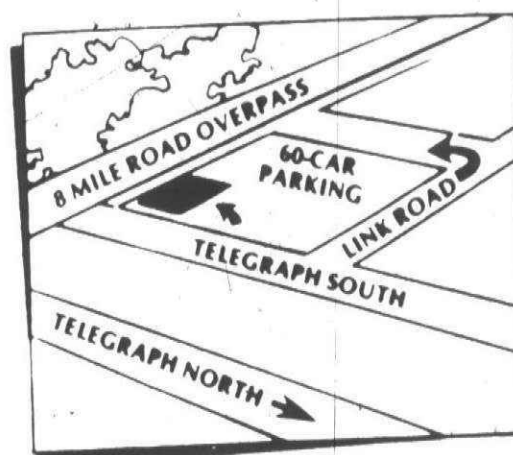 8 MILE ROAD OVERPASS
60-CAR
PARKING
LINK ROAD
TELEGRAPH SOUTH
TELEGRAPH NORTH